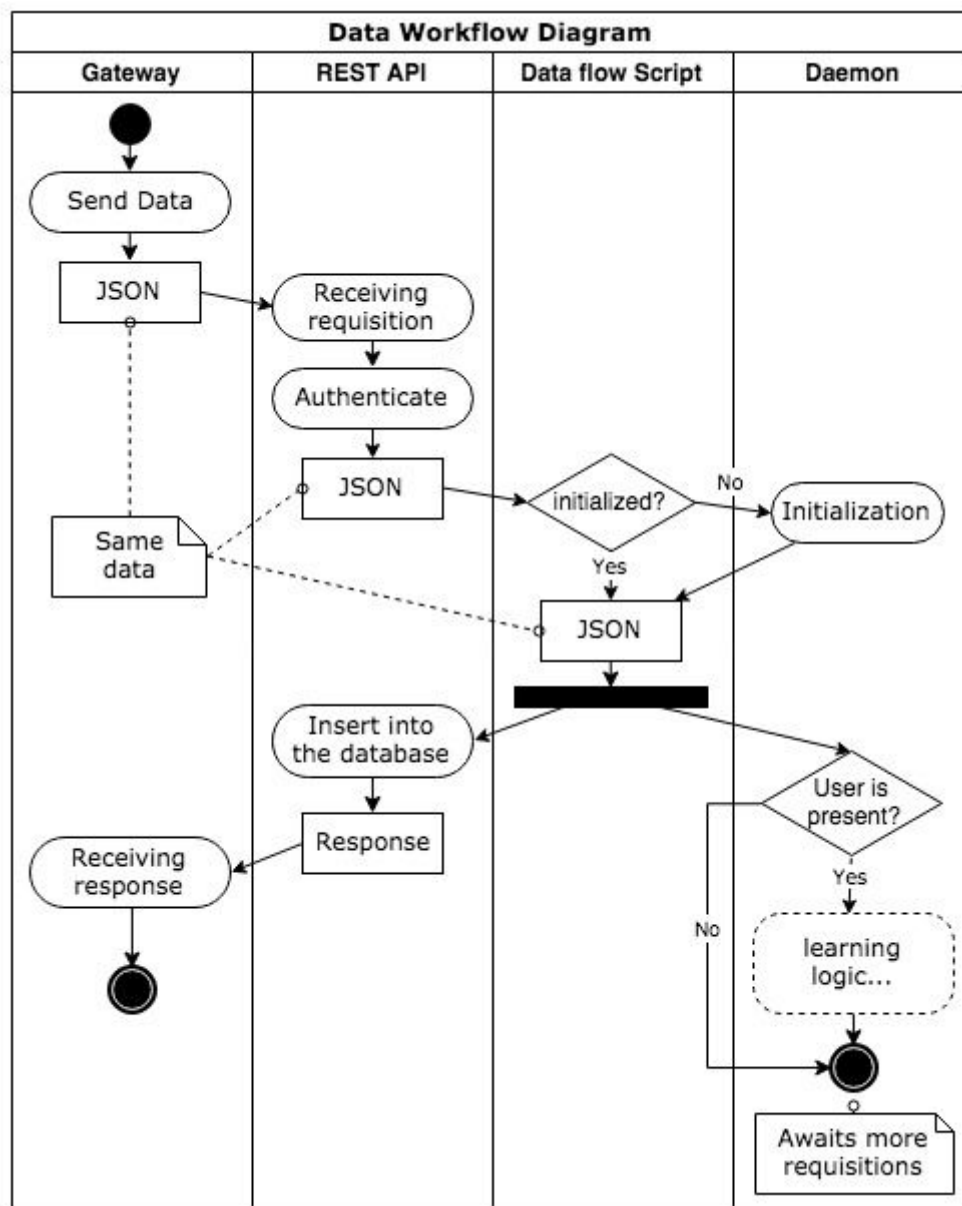 Data Workflow Diagram
Gateway
REST API
Data flow Script
Daemon
Send Data
JSON
Receiving
requisition
Authenticate
JSON
initialized?
No
Initialization
Same
data
Yes
JSON
Insert into
the database
User is
present?
Response
Receiving
response
Yes
No
learning
logic...
Awaits more
requisitions